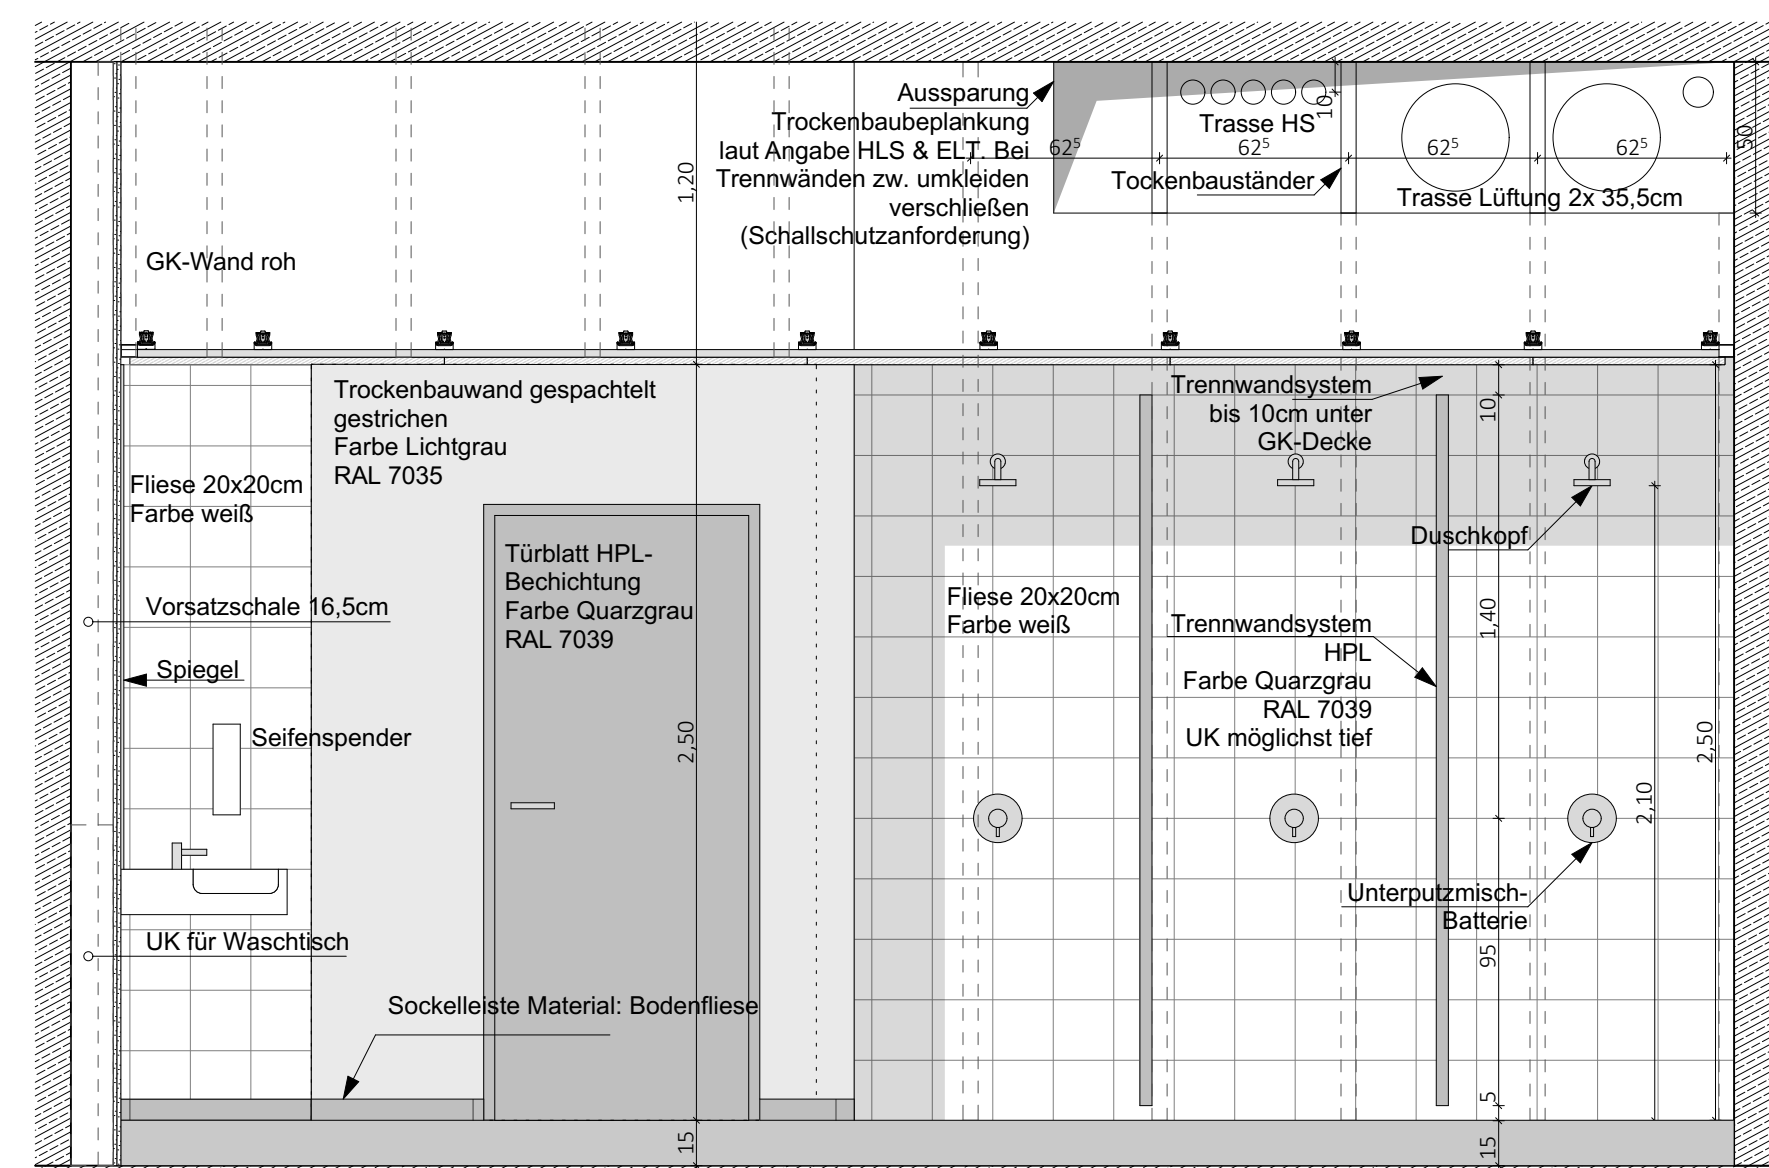 Aussparung
Trockenbaubeplankung
laut Angabe HLS & ELT. Bei
Trennwänden zw. umkleiden
verschließen
(Schallschutzanforderung)
Trasse HS
10
62⁵
62⁵
62⁵
62⁵
50
Tockenbauständer
Trasse Lüftung 2x 35,5cm
1,20
GK-Wand roh
Trockenbauwand gespachtelt
gestrichen
Farbe Lichtgrau
RAL 7035
Fliese 20x20cm
Farbe weiß
Türblatt HPL-
Bechichtung
Farbe Quarzgrau
RAL 7039
Vorsatzschale 16,5cm
Spiegel
Seifenspender
UK für Waschtisch
Sockelleiste Material: Bodenfliese
2,50
15
Trennwandsystem
bis 10cm unter
GK-Decke
10
Duschkopf
Fliese 20x20cm
Farbe weiß
Trennwandsystem
HPL
Farbe Quarzgrau
RAL 7039
UK möglichst tief
1,40
2,50
2,10
Unterputzmisch-
Batterie
95
5
15